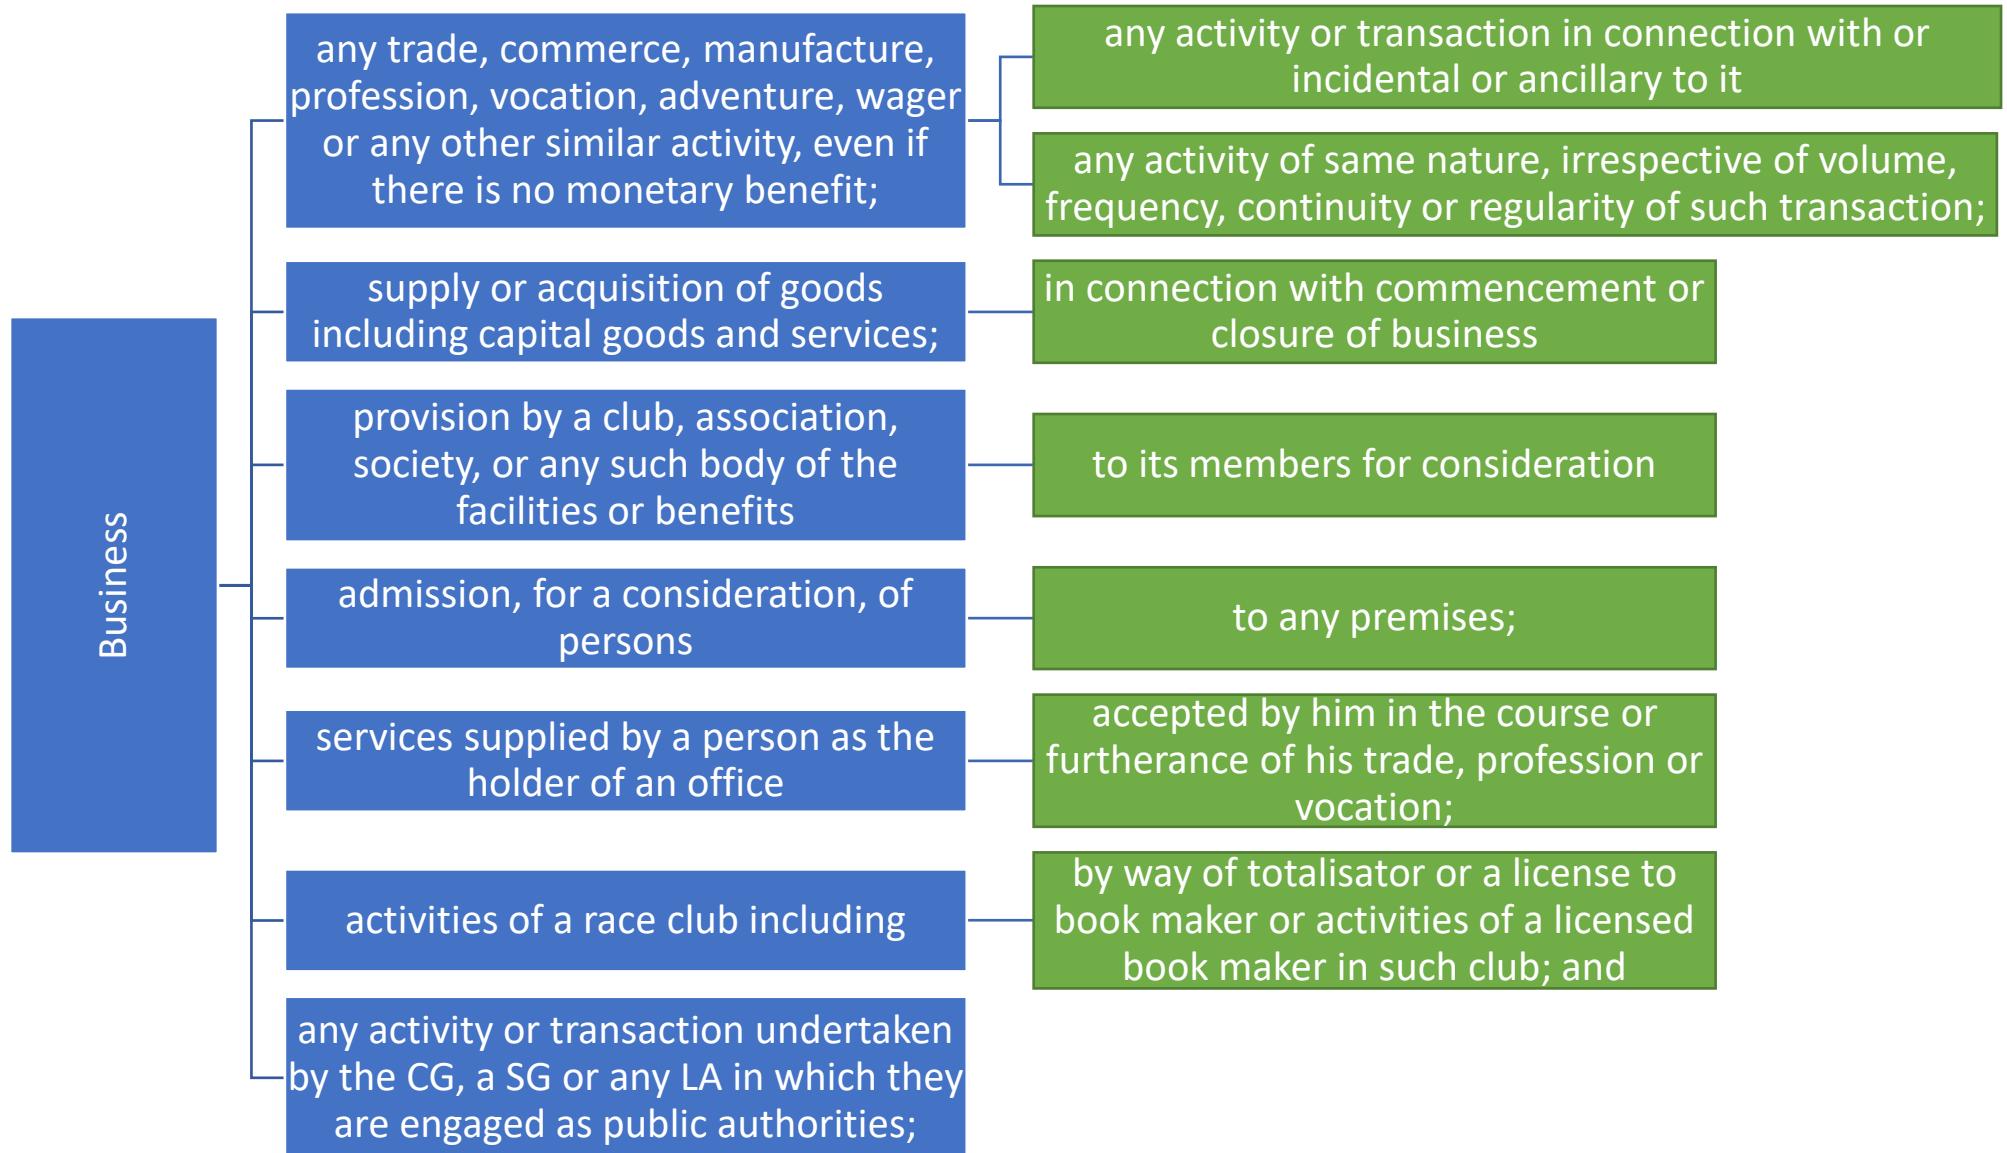 Business
any trade, commerce, manufacture,
profession, vocation, adventure, wager
or any other similar activity, even if
there is no monetary benefit;
any activity or transaction in connection with or
incidental or ancillary to it
any activity of same nature, irrespective of volume,
frequency, continuity or regularity of such transaction;
supply or acquisition of goods
including capital goods and services;
in connection with commencement or
closure of business
provision by a club, association,
society, or any such body of the
facilities or benefits
to its members for consideration
admission, for a consideration, of
persons
to any premises;
services supplied by a person as the
holder of an office
accepted by him in the course or
furtherance of his trade, profession or
vocation;
activities of a race club including
by way of totalisator or a license to
book maker or activities of a licensed
book maker in such club; and
any activity or transaction undertaken
by the CG, a SG or any LA in which they
are engaged as public authorities;